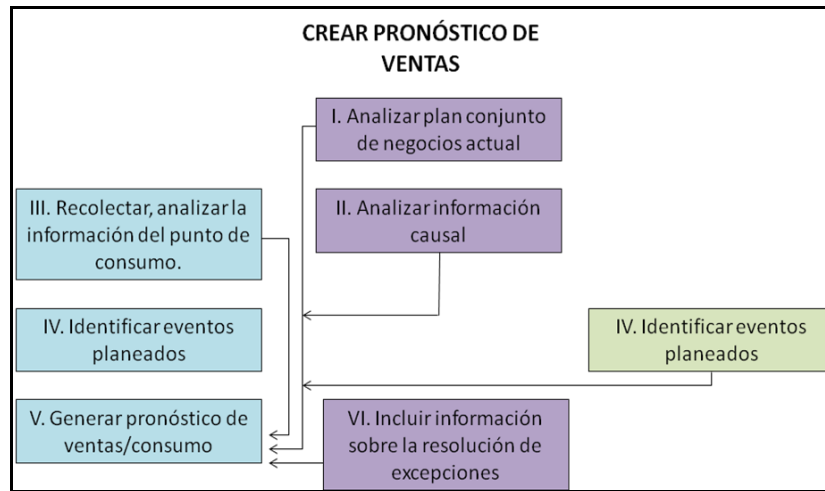 CREAR PRONÓSTICO DE
VENTAS
I. Analizar plan conjunto
de negocios actual
III. Recolectar, analizar la
información del punto de
consumo.
II. Analizar información
causal
IV. Identificar eventos
planeados
IV. Identificar eventos
planeados
V. Generar pronóstico de
ventas/consumo
VI. Incluir información
sobre la resolución de
excepciones